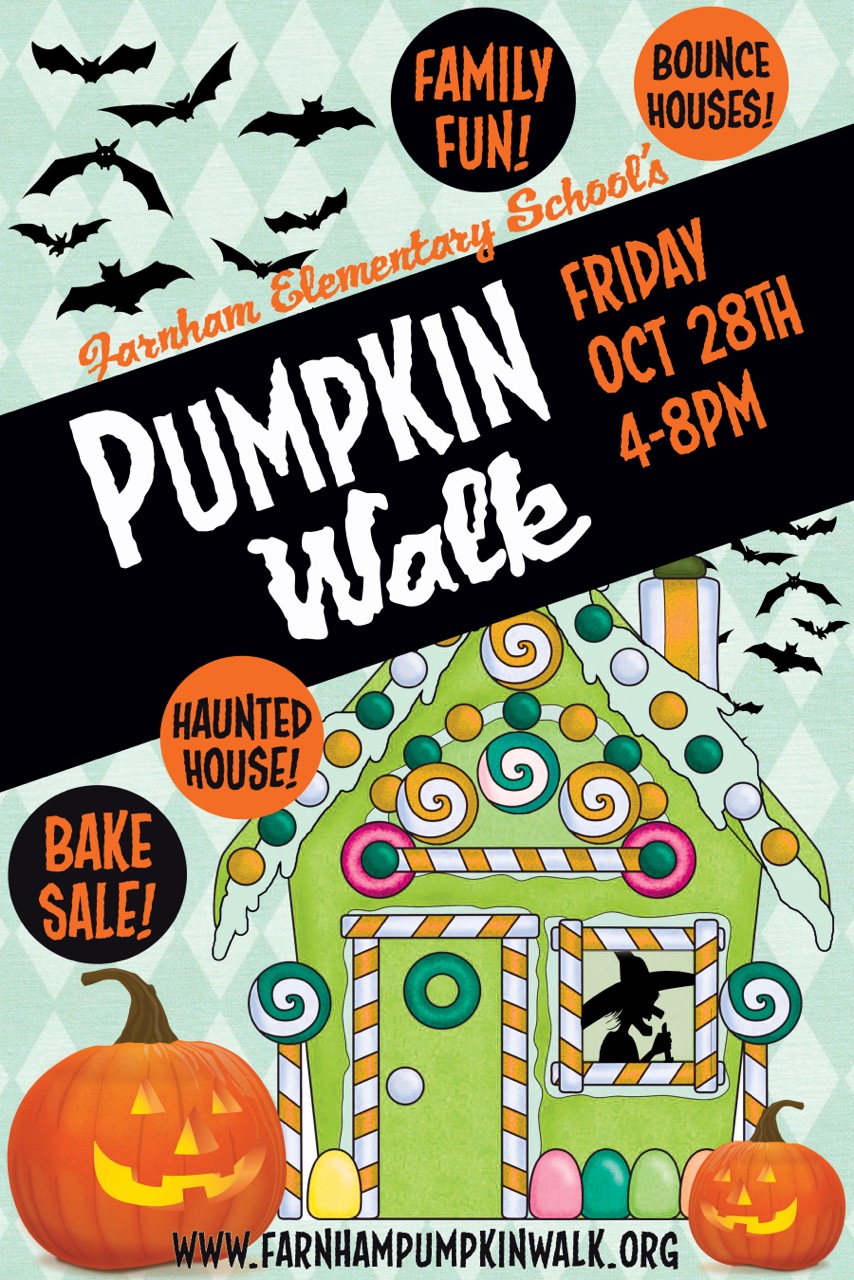 FAMILY
FUN!
BOUNCE
HOUSES!
Farnham Elementary School's
PUMPKIN
Walk
FRIDAY
OCT 28TH
4-8PM
HAUNTED
HOUSE!
BAKE
SALE!
WWW.FARNHAMPUMPKINWALK.ORG